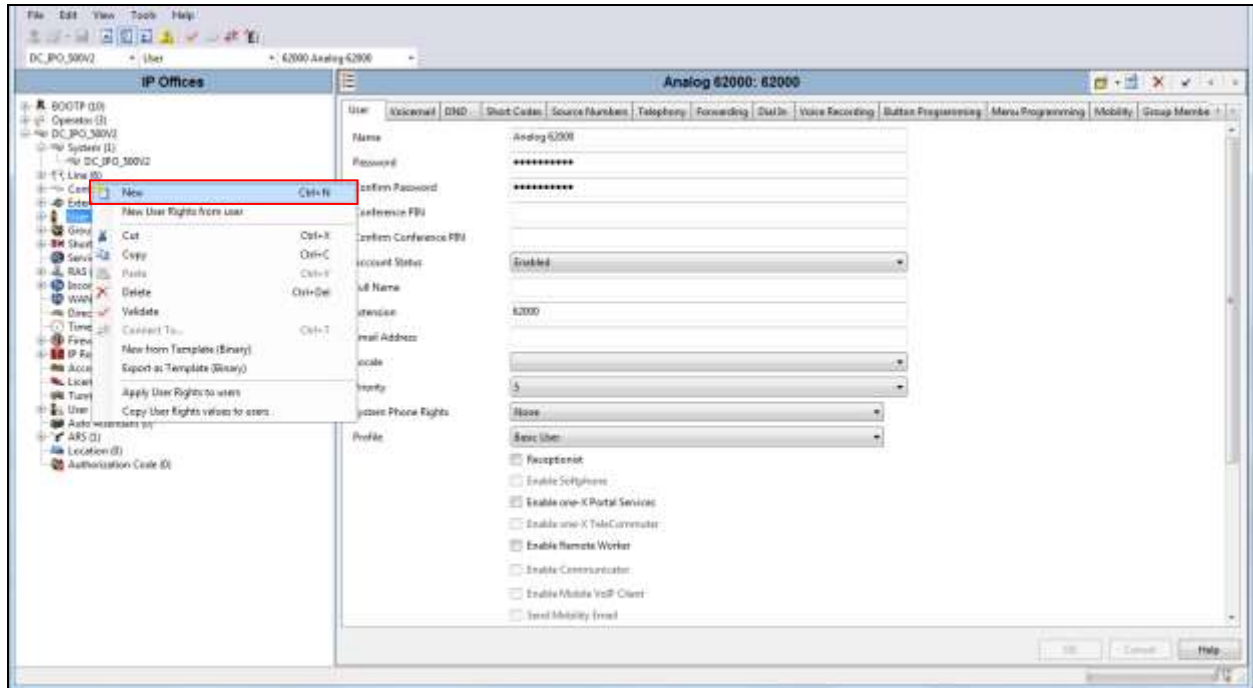 File Edit View Tools Help
DC_IPO_500V2 User 62000 Analog 62000
IP Offices
Analog 62000: 62000
BOOTP (10)
Operator (3)
DC_IPO_500V2
System (1)
DC_IPO_500V2
Line (6)
New Ctrl+N
New User Rights from user
Cut Ctrl+X
Copy Ctrl+C
Paste Ctrl+V
Delete Ctrl+Del
Validate
Connect To... Ctrl+T
New from Template (Binary)
Export as Template (Binary)
Apply User Rights to users
Copy User Rights values to users
ARS (1)
Location (0)
Authorization Code (0)
User Voicemail DND Short Codes Source Numbers Telephony Forwarding Dial In Voice Recording Button Programming Menu Programming Mobility Group Membe
Name Analog 62000
Password ••••••••••
Confirm Password ••••••••••
Conference PIN
Confirm Conference PIN
Account Status Enabled
Full Name
Extension 62000
Email Address
Locale
Priority 5
System Phone Rights None
Profile Basic User
Receptionist
Enable Softphone
Enable one-X Portal Services
Enable one-X TeleCommuter
Enable Remote Worker
Enable Communicator
Enable Mobile VoIP Client
Send Mobility Email
OK Cancel Help